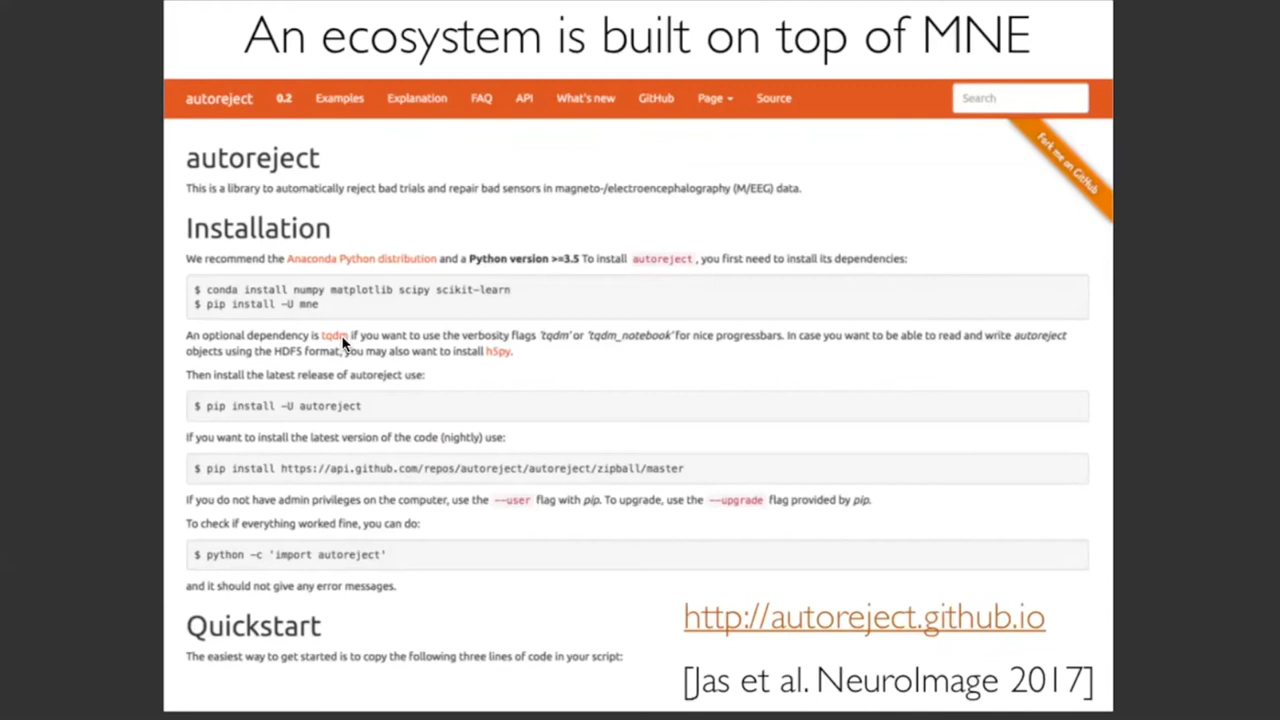 An ecosystem is built on top of MNE
autoreject 0.2 Examples Explanation FAQ API What's new GitHub Page Source Search
Fork me on GitHub
autoreject
This is a library to automatically reject bad trials and repair bad sensors in magneto-/electroencephalography (M/EEG) data.
Installation
We recommend the Anaconda Python distribution and a Python version >=3.5 To install autoreject, you first need to install its dependencies:
$ conda install numpy matplotlib scipy scikit-learn
$ pip install -U mne
An optional dependency is tqdm if you want to use the verbosity flags 'tqdm' or 'tqdm_notebook' for nice progressbars. In case you want to be able to read and write autoreject
objects using the HDF5 format, you may also want to install h5py.
Then install the latest release of autoreject use:
$ pip install -U autoreject
If you want to install the latest version of the code (nightly) use:
$ pip install https://api.github.com/repos/autoreject/autoreject/zipball/master
If you do not have admin privileges on the computer, use the --user flag with pip. To upgrade, use the --upgrade flag provided by pip.
To check if everything worked fine, you can do:
$ python -c 'import autoreject'
and it should not give any error messages.
Quickstart
The easiest way to get started is to copy the following three lines of code in your script:
http://autoreject.github.io
[Jas et al. NeuroImage 2017]